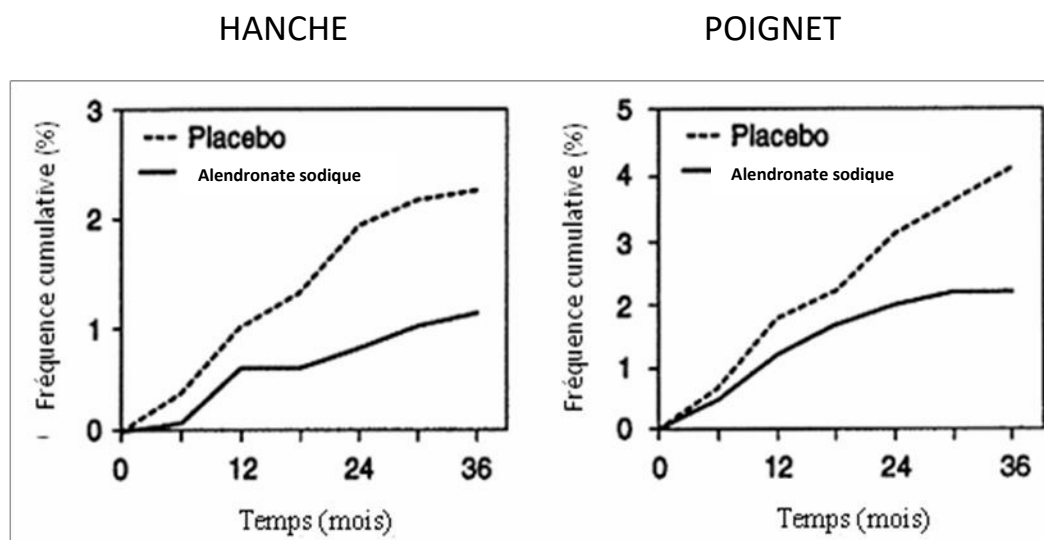 HANCHE
POIGNET
3
Placebo
Alendronate sodique
2
1
0
Fréquence cumulative (%)
0 12 24 36
Temps (mois)
5
Placebo
Alendronate sodique
4
3
2
1
0
Fréquence cumulative (%)
0 12 24 36
Temps (mois)